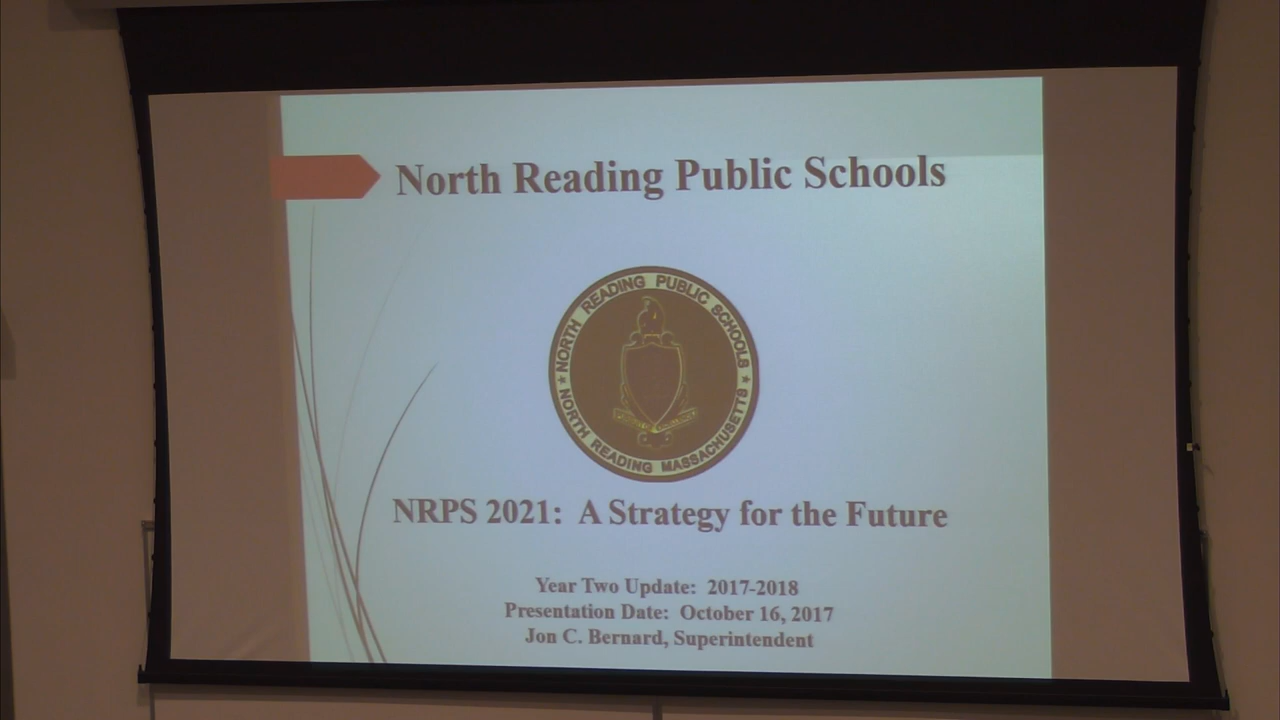 North Reading Public Schools
★ NORTH READING PUBLIC SCHOOLS ★
NORTH READING MASSACHUSETTS
NRPS 2021: A Strategy for the Future
Year Two Update: 2017-2018
Presentation Date: October 16, 2017
Jon C. Bernard, Superintendent